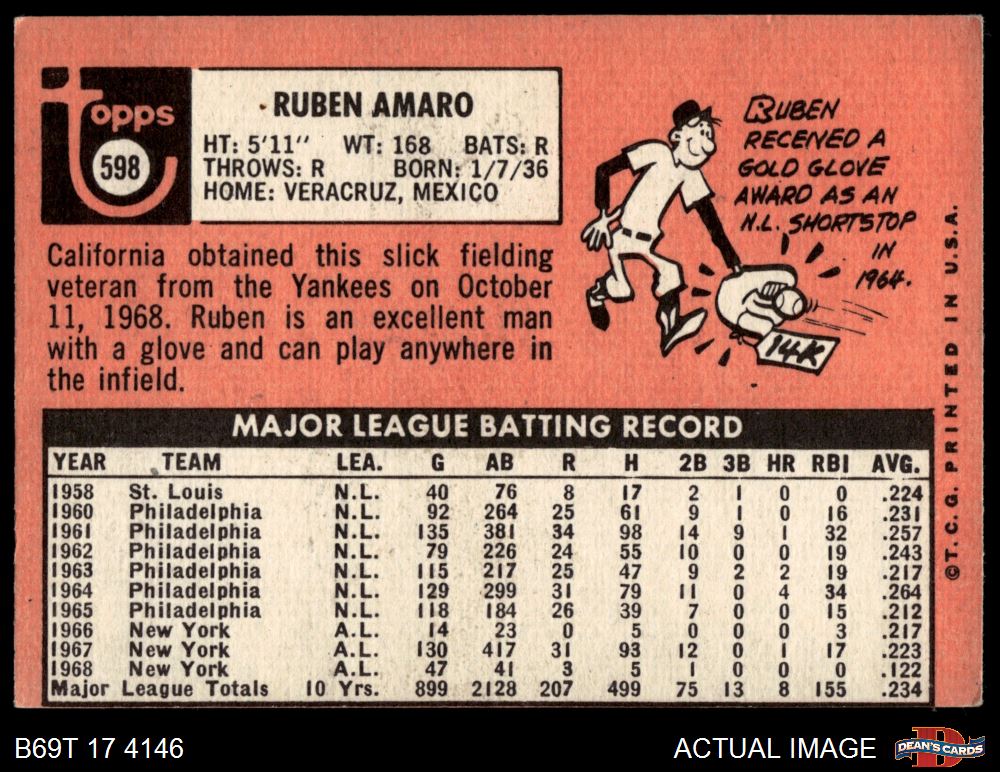 Topps
598
RUBEN AMARO
HT: 5'11" WT: 168 BATS: R
THROWS: R BORN: 1/7/36
HOME: VERACRUZ, MEXICO
RUBEN
RECEIVED A
GOLD GLOVE
AWARD AS AN
N.L. SHORTSTOP
IN
1964.
14K
California obtained this slick fielding
veteran from the Yankees on October
11, 1968. Ruben is an excellent man
with a glove and can play anywhere in
the infield.
MAJOR LEAGUE BATTING RECORD
YEAR TEAM LEA. G AB R H 2B 3B HR RBI AVG.
1958 St. Louis N.L. 40 76 8 17 2 1 0 0 .224
1960 Philadelphia N.L. 92 264 25 61 9 1 0 16 .231
1961 Philadelphia N.L. 135 381 34 98 14 9 1 32 .257
1962 Philadelphia N.L. 79 226 24 55 10 0 0 19 .243
1963 Philadelphia N.L. 115 217 25 47 9 2 2 19 .217
1964 Philadelphia N.L. 129 299 31 79 11 0 4 34 .264
1965 Philadelphia N.L. 118 184 26 39 7 0 0 15 .212
1966 New York A.L. 14 23 0 5 0 0 0 3 .217
1967 New York A.L. 130 417 31 93 12 0 1 17 .223
1968 New York A.L. 47 41 3 5 1 0 0 0 .122
Major League Totals 10 Yrs. 899 2128 207 499 75 13 8 155 .234
©T.C.G. PRINTED IN U.S.A.
B69T 17 4146
ACTUAL IMAGE
D
DEAN'S CARDS